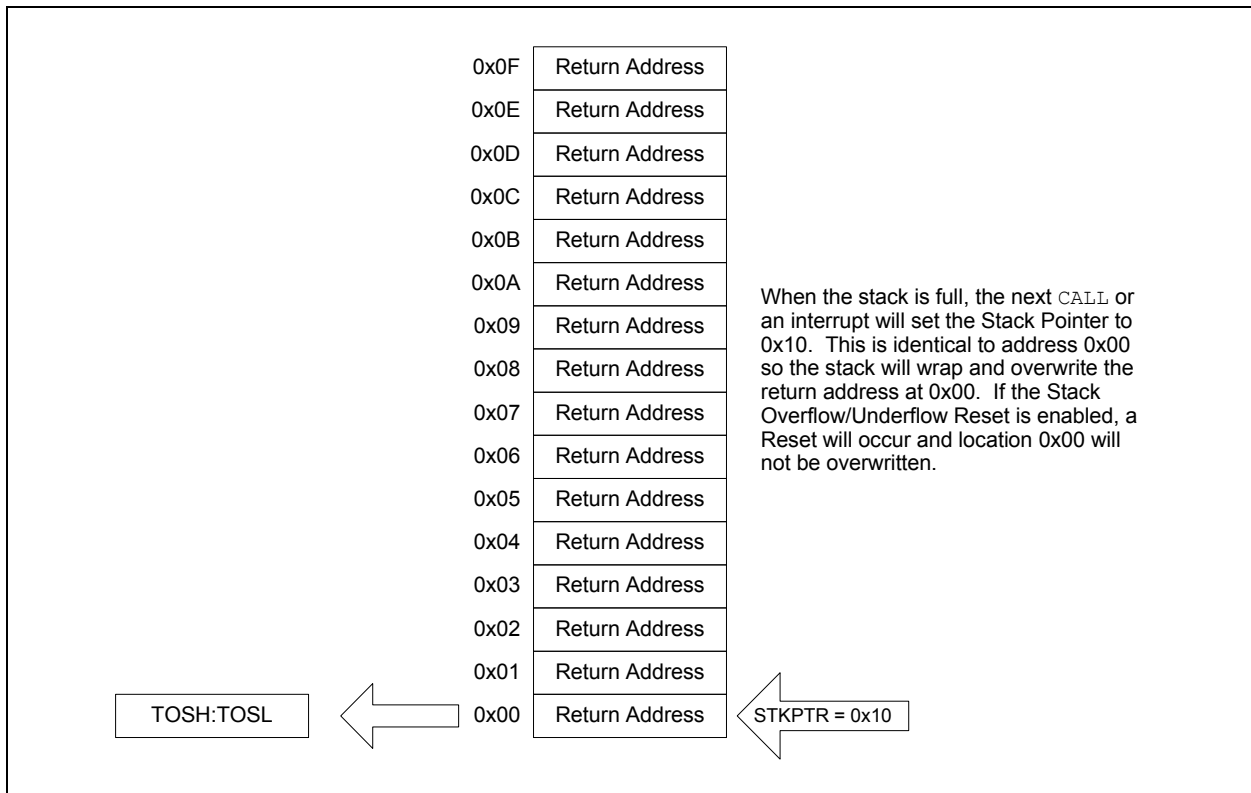 0x0F Return Address
0x0E Return Address
0x0D Return Address
0x0C Return Address
0x0B Return Address
0x0A Return Address
0x09 Return Address
0x08 Return Address
0x07 Return Address
0x06 Return Address
0x05 Return Address
0x04 Return Address
0x03 Return Address
0x02 Return Address
0x01 Return Address
TOSH:TOSL 0x00 Return Address STKPTR = 0x10
When the stack is full, the next CALL or
an interrupt will set the Stack Pointer to
0x10. This is identical to address 0x00
so the stack will wrap and overwrite the
return address at 0x00. If the Stack
Overflow/Underflow Reset is enabled, a
Reset will occur and location 0x00 will
not be overwritten.